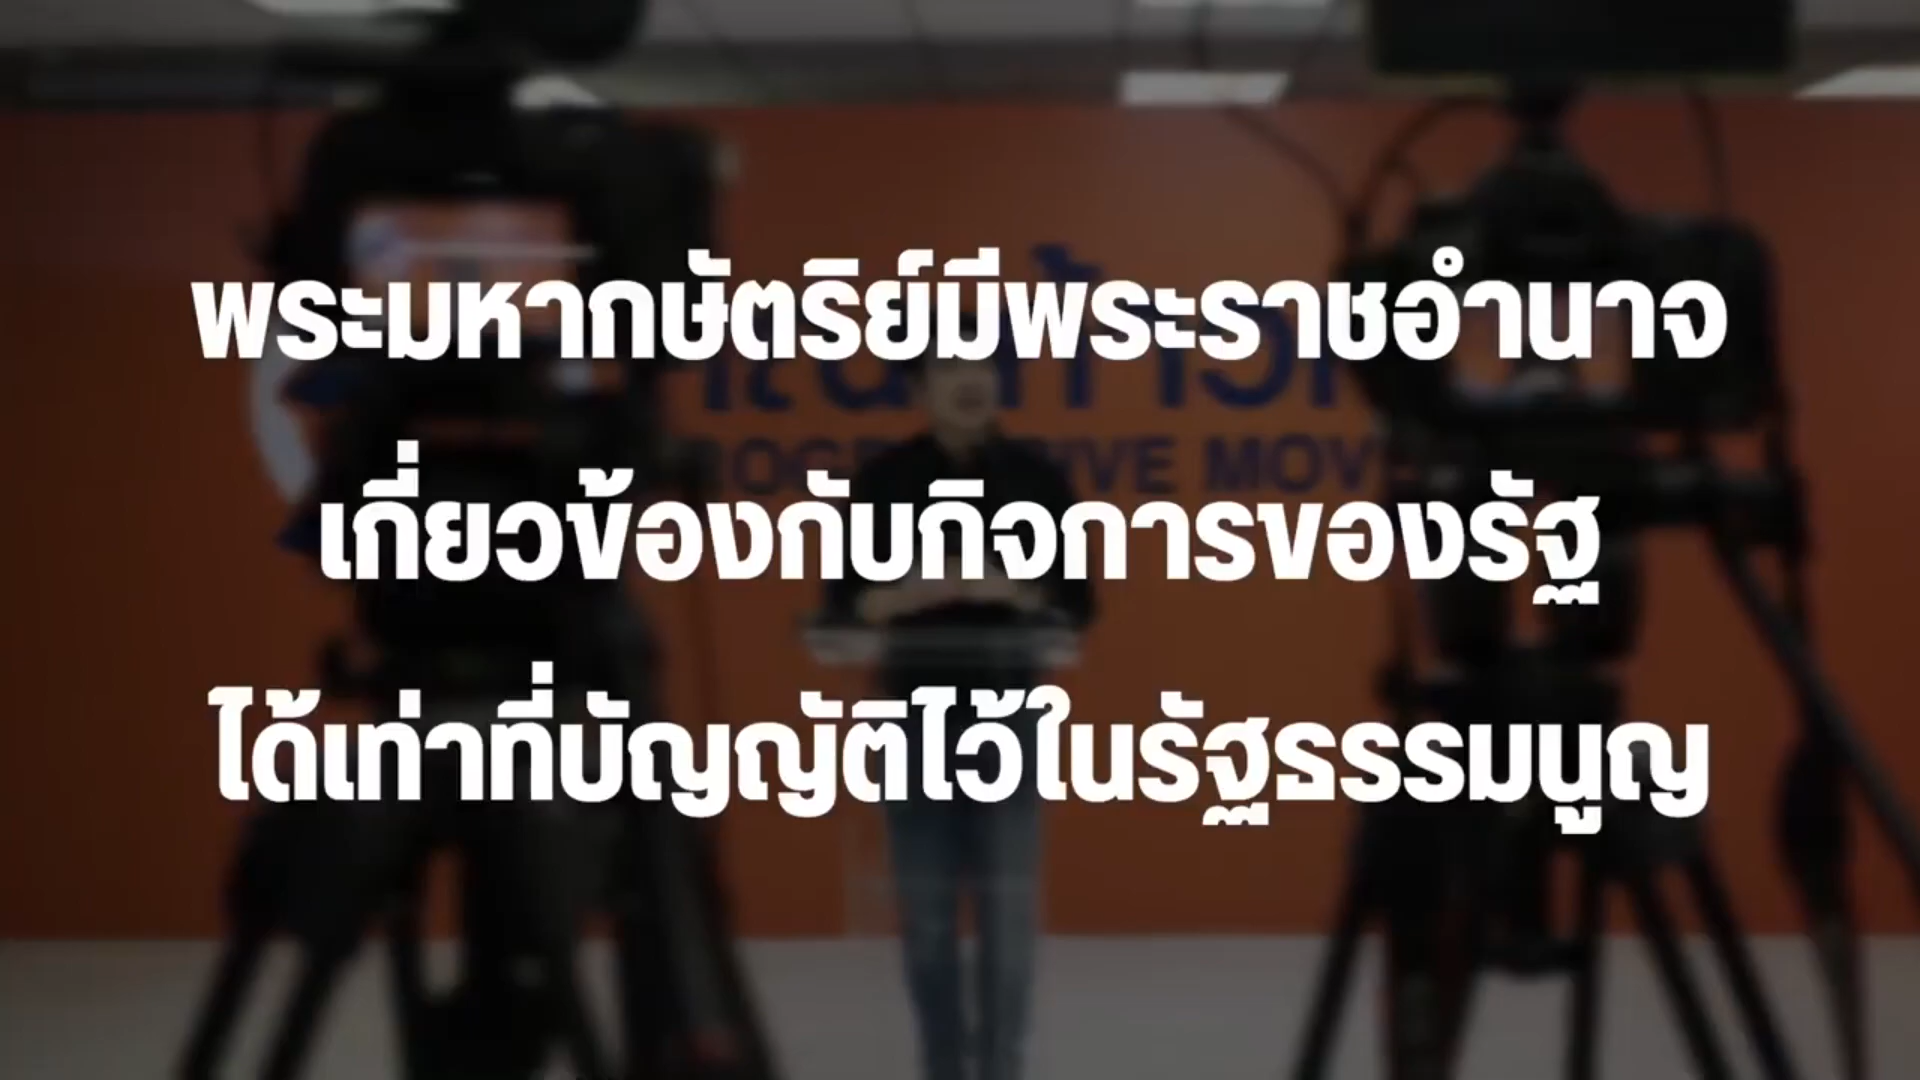 พระมหากษัตริย์มีพระราชอำนาจ
เกี่ยวข้องกับกิจการของรัฐ
ได้เท่าที่บัญญัติไว้ในรัฐธรรมนูญ